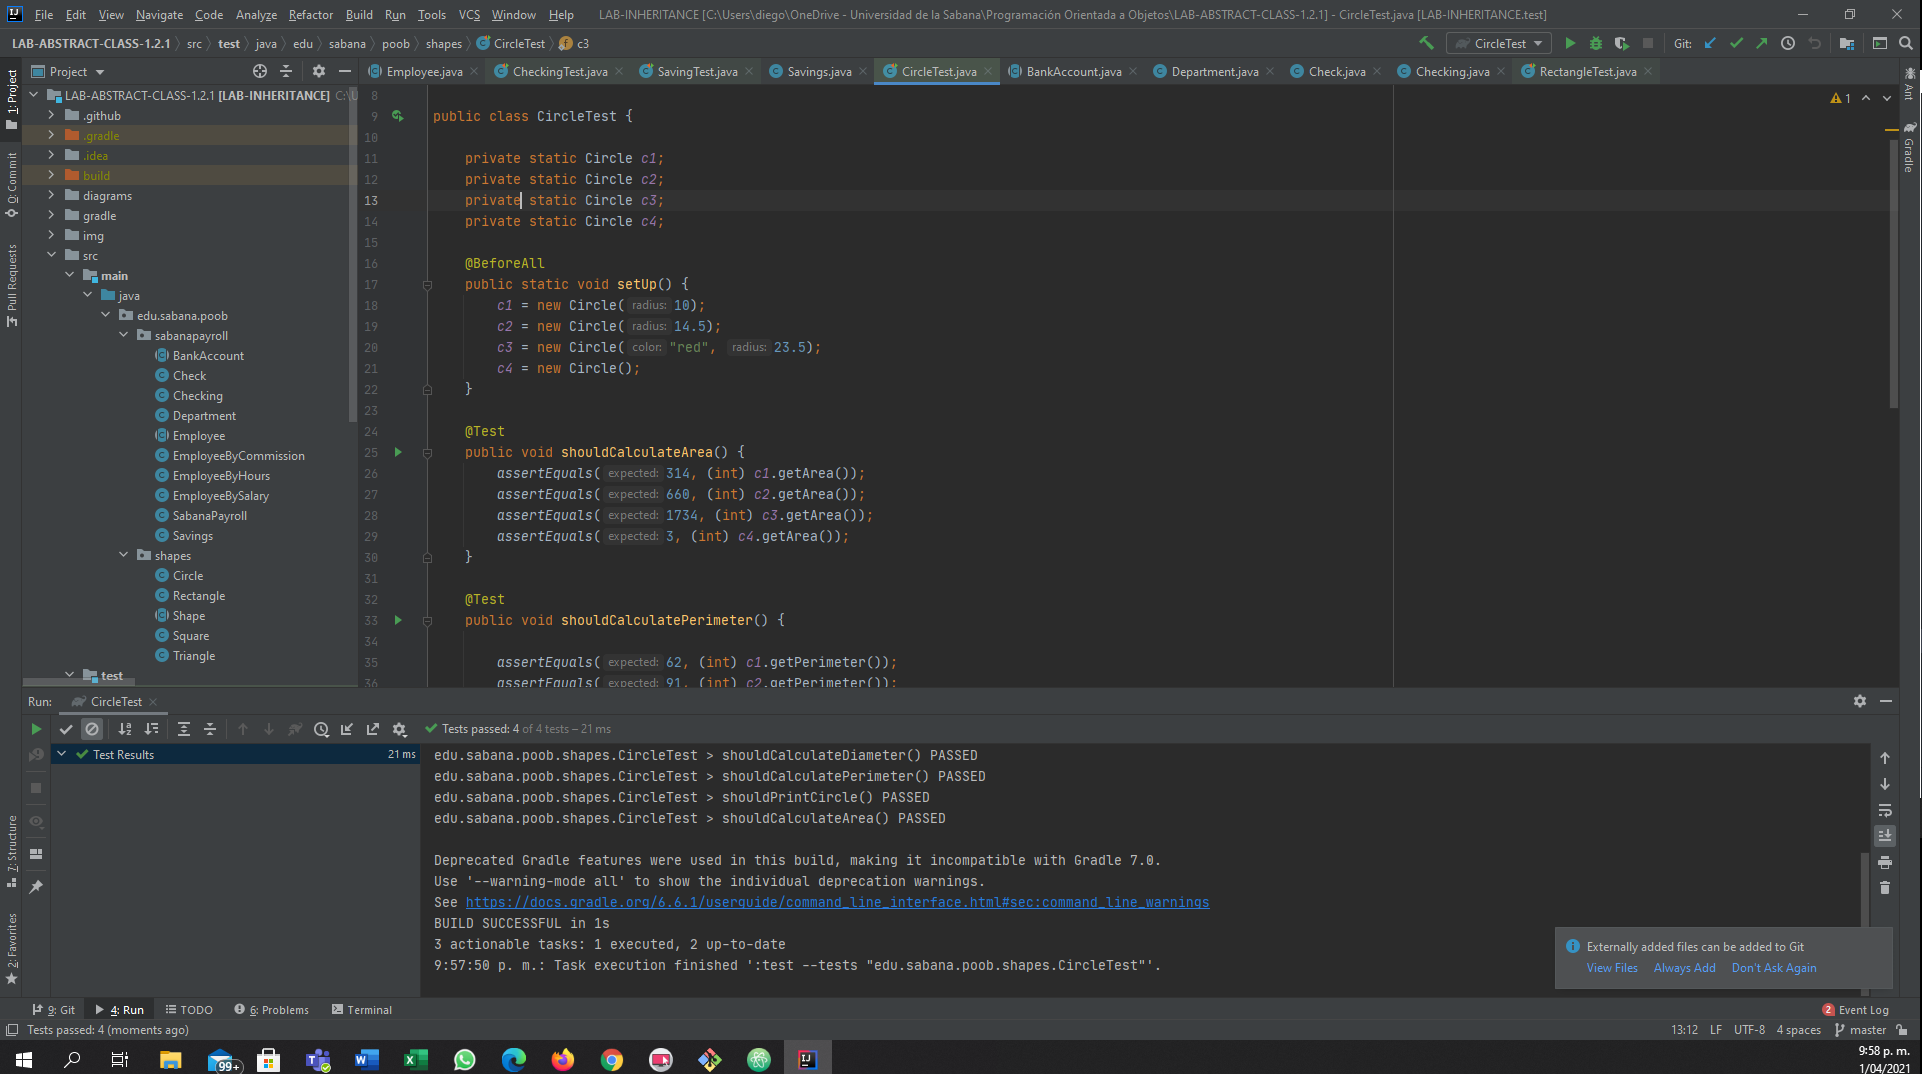 File Edit View Navigate Code Analyze Refactor Build Run Tools VCS Window Help LAB-INHERITANCE [C:\Users\diego\OneDrive - Universidad de la Sabana\Programación Orientada a Objetos\LAB-ABSTRACT-CLASS-1.2.1] - CircleTest.java [LAB-INHERITANCE.test]
LAB-ABSTRACT-CLASS-1.2.1 src test java edu sabana poob shapes CircleTest c3 CircleTest Git:
Project Employee.java CheckingTest.java SavingTest.java Savings.java CircleTest.java BankAccount.java Department.java Check.java Checking.java RectangleTest.java
1: Project
0: Commit
Pull Requests
7: Structure
2: Favorites
Ant
Gradle
LAB-ABSTRACT-CLASS-1.2.1 [LAB-INHERITANCE] C:\U
.github
.gradle
.idea
build
diagrams
gradle
img
src
main
java
edu.sabana.poob
sabanapayroll
BankAccount
Check
Checking
Department
Employee
EmployeeByCommission
EmployeeByHours
EmployeeBySalary
SabanaPayroll
Savings
shapes
Circle
Rectangle
Shape
Square
Triangle
test
1
8
9 public class CircleTest {
10
11 private static Circle c1;
12 private static Circle c2;
13 private static Circle c3;
14 private static Circle c4;
15
16 @BeforeAll
17 public static void setUp() {
18 c1 = new Circle( radius: 10);
19 c2 = new Circle( radius: 14.5);
20 c3 = new Circle( color: "red", radius: 23.5);
21 c4 = new Circle();
22 }
23
24 @Test
25 public void shouldCalculateArea() {
26 assertEquals( expected: 314, (int) c1.getArea());
27 assertEquals( expected: 660, (int) c2.getArea());
28 assertEquals( expected: 1734, (int) c3.getArea());
29 assertEquals( expected: 3, (int) c4.getArea());
30 }
31
32 @Test
33 public void shouldCalculatePerimeter() {
34
35 assertEquals( expected: 62, (int) c1.getPerimeter());
36 assertEquals( expected: 91, (int) c2.getPerimeter());
Run: CircleTest
Tests passed: 4 of 4 tests – 21 ms
Test Results 21 ms
edu.sabana.poob.shapes.CircleTest > shouldCalculateDiameter() PASSED
edu.sabana.poob.shapes.CircleTest > shouldCalculatePerimeter() PASSED
edu.sabana.poob.shapes.CircleTest > shouldPrintCircle() PASSED
edu.sabana.poob.shapes.CircleTest > shouldCalculateArea() PASSED
Deprecated Gradle features were used in this build, making it incompatible with Gradle 7.0.
Use '--warning-mode all' to show the individual deprecation warnings.
See https://docs.gradle.org/6.6.1/userguide/command_line_interface.html#sec:command_line_warnings
BUILD SUCCESSFUL in 1s
3 actionable tasks: 1 executed, 2 up-to-date
9:57:50 p. m.: Task execution finished ':test --tests "edu.sabana.poob.shapes.CircleTest"'.
Externally added files can be added to Git
View Files Always Add Don't Ask Again
9: Git 4: Run TODO 6: Problems Terminal 2 Event Log
Tests passed: 4 (moments ago) 13:12 LF UTF-8 4 spaces master
99+
9:58 p. m.
1/04/2021